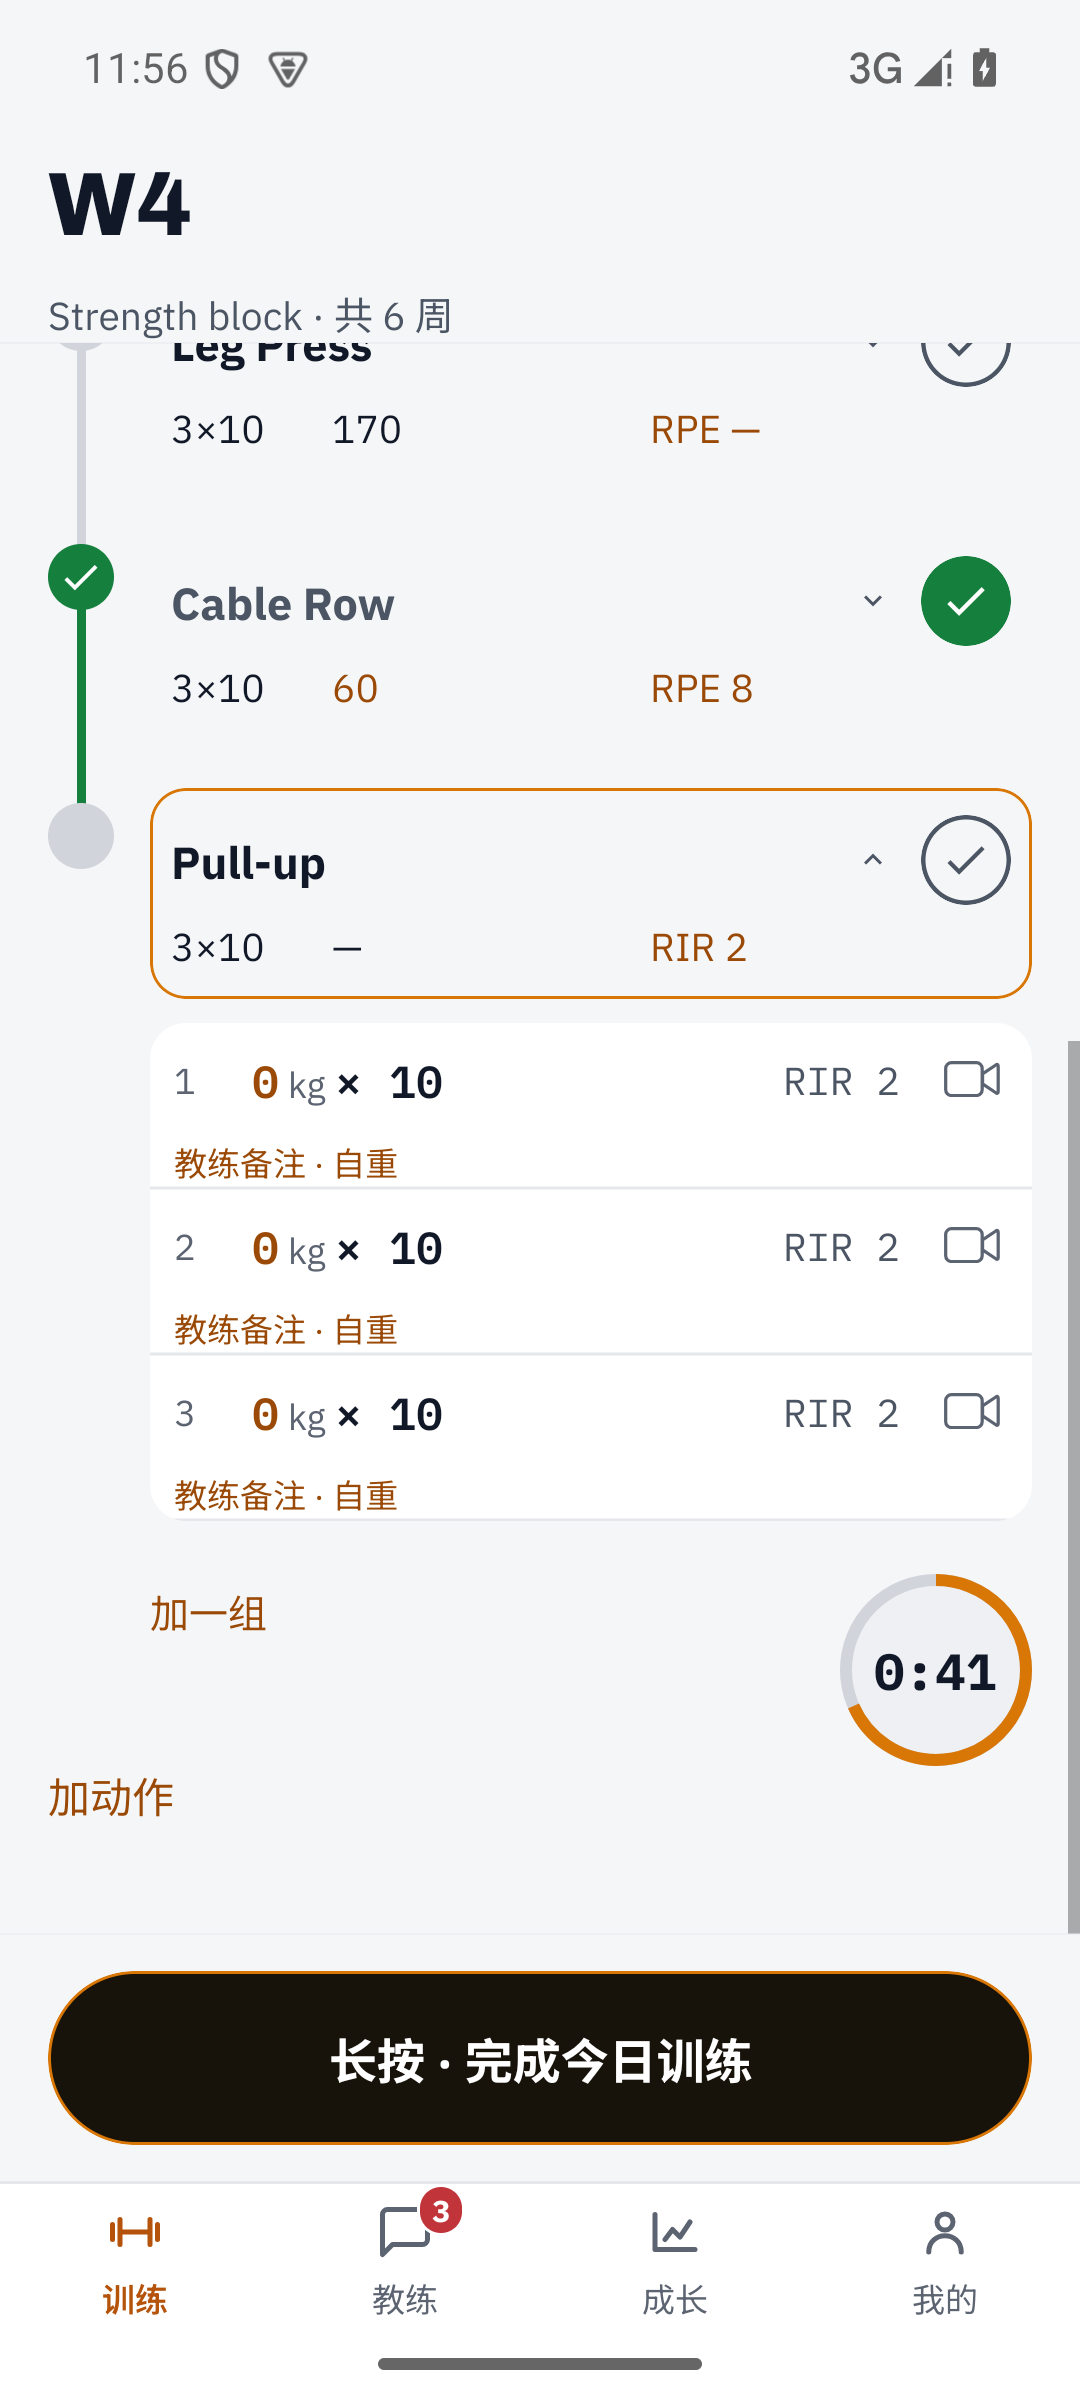 11:56
3G
W4
Strength block · 共 6 周
Leg Press
3×10 170 RPE —
Cable Row
3×10 60 RPE 8
Pull-up
3×10 — RIR 2
1 0 kg × 10 RIR 2
教练备注 · 自重
2 0 kg × 10 RIR 2
教练备注 · 自重
3 0 kg × 10 RIR 2
教练备注 · 自重
加一组
0:41
加动作
长按 · 完成今日训练
3
训练 教练 成长 我的